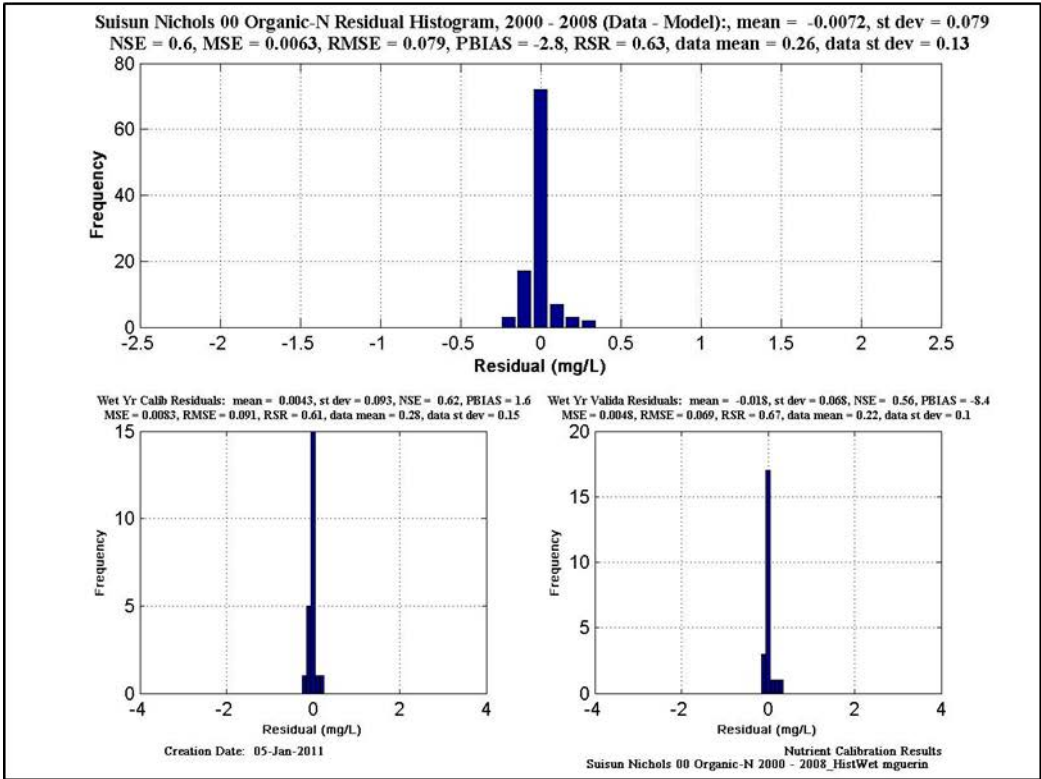 Suisun Nichols 00 Organic-N Residual Histogram, 2000 - 2008 (Data - Model):, mean = -0.0072, st dev = 0.079
NSE = 0.6, MSE = 0.0063, RMSE = 0.079, PBIAS = -2.8, RSR = 0.63, data mean = 0.26, data st dev = 0.13
80
60
40
20
0
Frequency
-2.5 -2 -1.5 -1 -0.5 0 0.5 1 1.5 2 2.5
Residual (mg/L)
Wet Yr Calib Residuals: mean = 0.0043, st dev = 0.093, NSE = 0.62, PBIAS = 1.6
MSE = 0.0083, RMSE = 0.091, RSR = 0.61, data mean = 0.28, data st dev = 0.15
15
10
5
0
Frequency
-4 -2 0 2 4
Residual (mg/L)
Wet Yr Valida Residuals: mean = -0.018, st dev = 0.068, NSE = 0.56, PBIAS = -8.4
MSE = 0.0048, RMSE = 0.069, RSR = 0.67, data mean = 0.22, data st dev = 0.1
20
15
10
5
0
Frequency
-4 -2 0 2 4
Residual (mg/L)
Creation Date: 05-Jan-2011
Nutrient Calibration Results
Suisun Nichols 00 Organic-N 2000 - 2008_HistWet mguerin